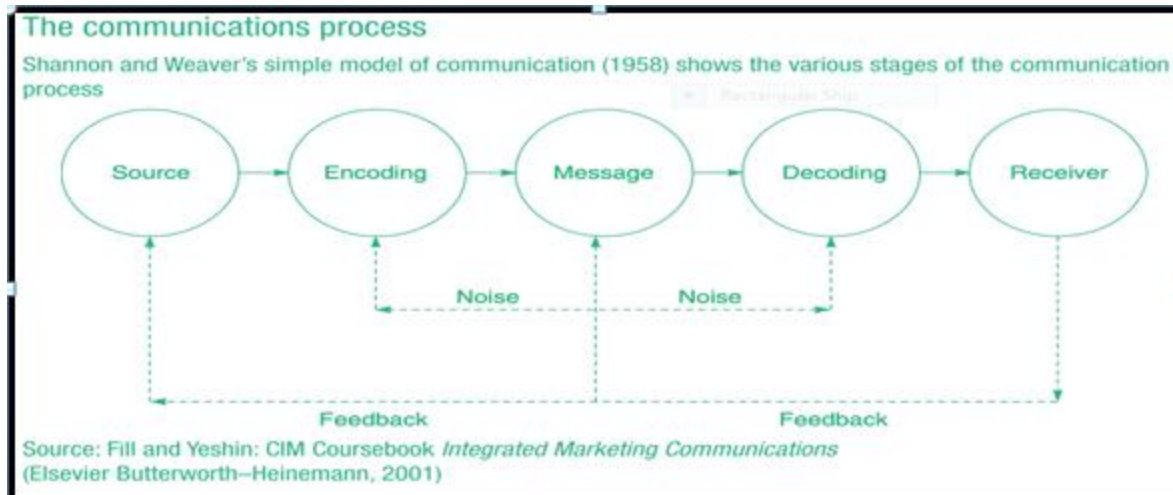 The communications process
Shannon and Weaver's simple model of communication (1958) shows the various stages of the communication
process
Rectangular Snip
Source
Encoding
Message
Decoding
Receiver
Noise
Noise
Feedback
Feedback
Source: Fill and Yeshin: CIM Coursebook Integrated Marketing Communications
(Elsevier Butterworth–Heinemann, 2001)